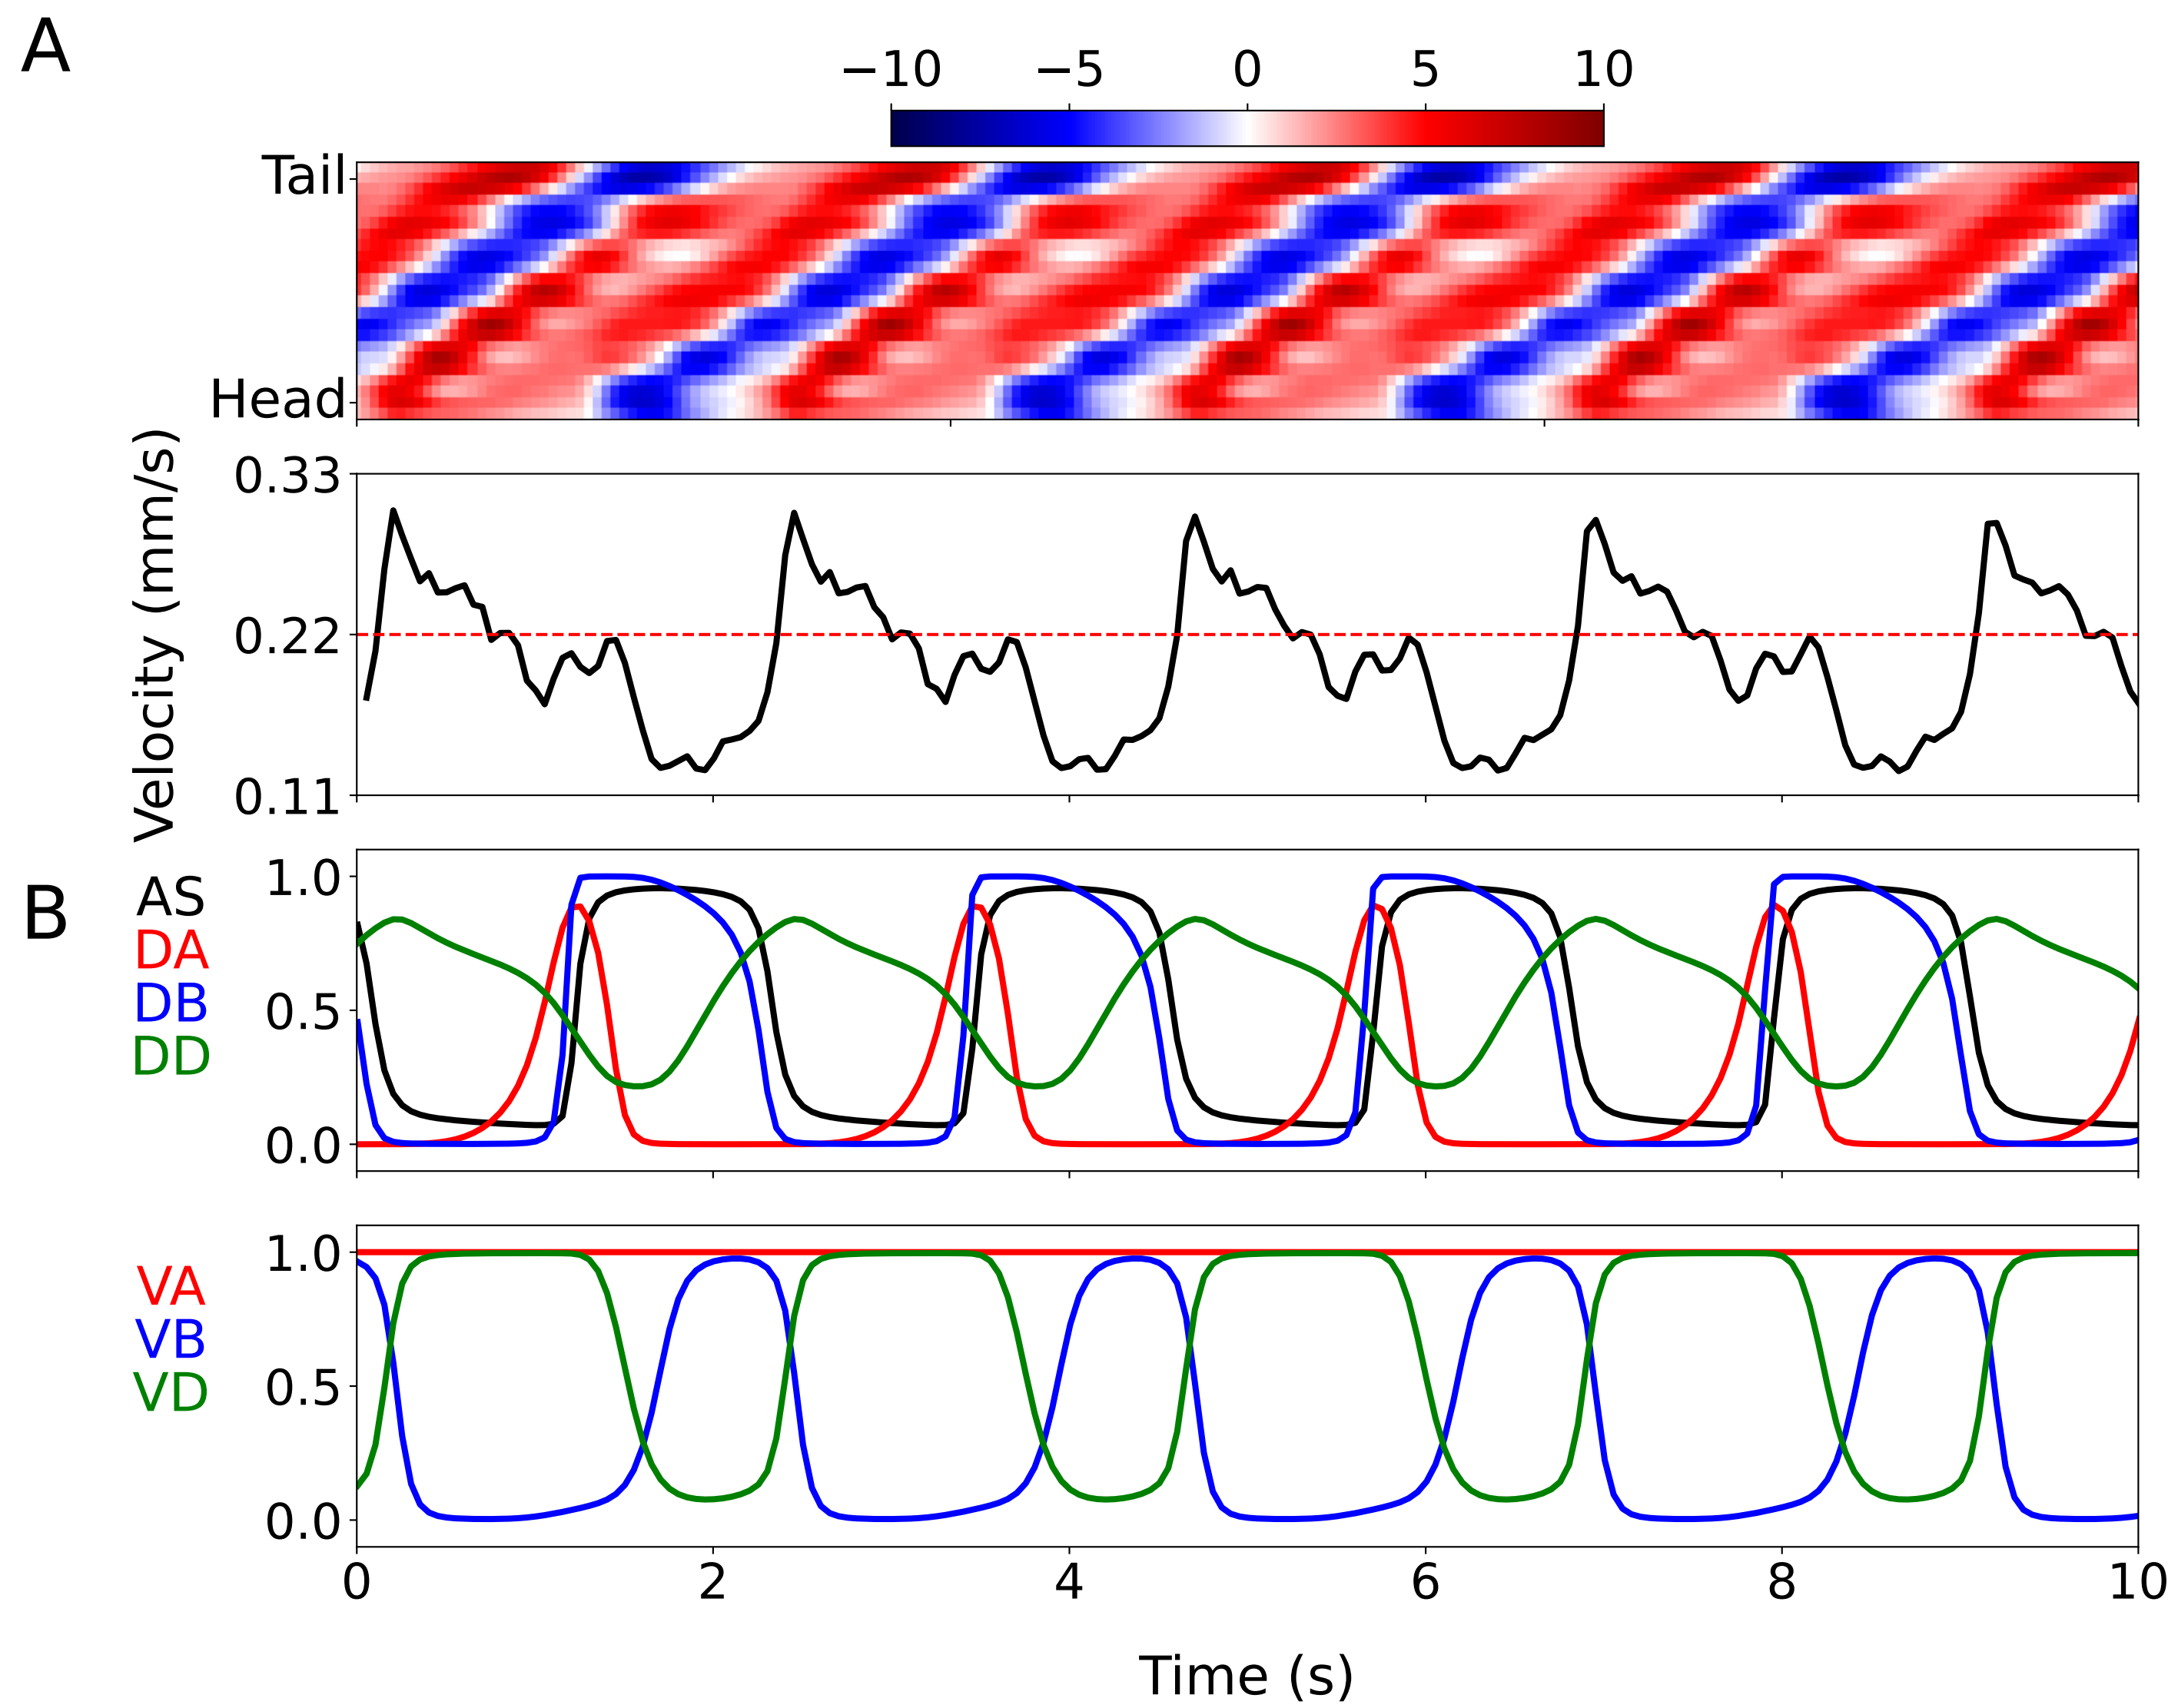 A
−10 −5 0 5 10
Tail
Head
Velocity (mm/s)
0.33
0.22
0.11
B
AS
DA
DB
DD
1.0
0.5
0.0
VA
VB
VD
1.0
0.5
0.0
0 2 4 6 8 10
Time (s)